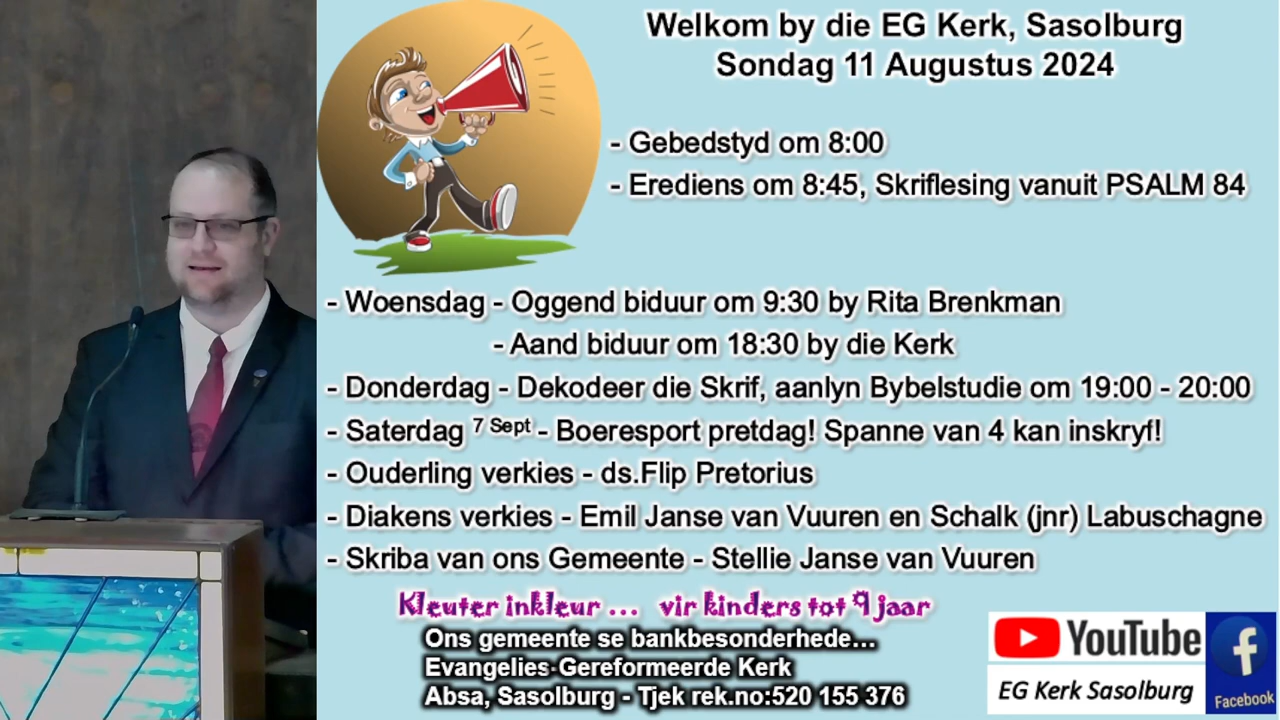 Welkom by die EG Kerk, Sasolburg
Sondag 11 Augustus 2024
- Gebedstyd om 8:00
- Erediens om 8:45, Skriflesing vanuit PSALM 84
- Woensdag - Oggend biduur om 9:30 by Rita Brenkman
- Aand biduur om 18:30 by die Kerk
- Donderdag - Dekodeer die Skrif, aanlyn Bybelstudie om 19:00 - 20:00
- Saterdag 7 Sept - Boeresport pretdag! Spanne van 4 kan inskryf!
- Ouderling verkies - ds.Flip Pretorius
- Diakens verkies - Emil Janse van Vuuren en Schalk (jnr) Labuschagne
- Skriba van ons Gemeente - Stellie Janse van Vuuren
Kleuter inkleur ... vir kinders tot 9 jaar
Ons gemeente se bankbesonderhede...
Evangelies-Gereformeerde Kerk
Absa, Sasolburg - Tjek rek.no:520 155 376
YouTube
EG Kerk Sasolburg
Facebook